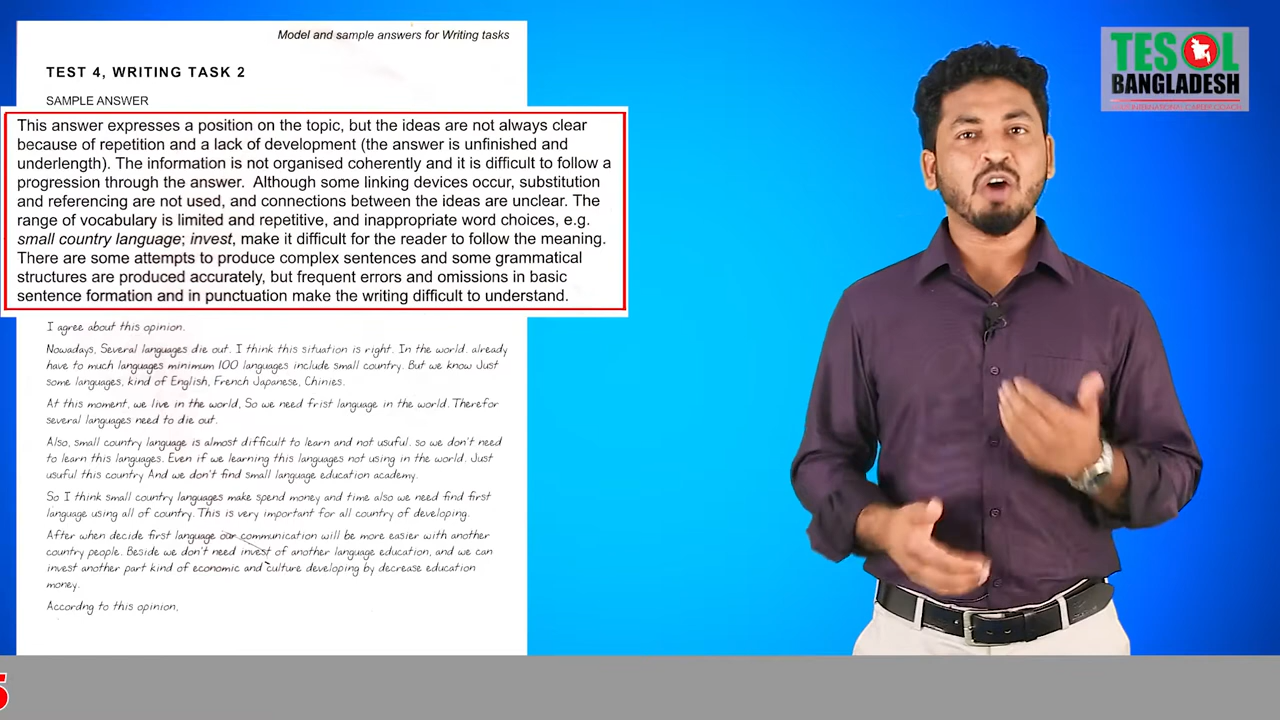 Model and sample answers for Writing tasks
TEST 4, WRITING TASK 2
SAMPLE ANSWER
This answer expresses a position on the topic, but the ideas are not always clear
because of repetition and a lack of development (the answer is unfinished and
underlength). The information is not organised coherently and it is difficult to follow a
progression through the answer. Although some linking devices occur, substitution
and referencing are not used, and connections between the ideas are unclear. The
range of vocabulary is limited and repetitive, and inappropriate word choices, e.g.
small country language; invest, make it difficult for the reader to follow the meaning.
There are some attempts to produce complex sentences and some grammatical
structures are produced accurately, but frequent errors and omissions in basic
sentence formation and in punctuation make the writing difficult to understand.
I agree about this opinion.
Nowadays, Several languages die out. I think this situation is right. In the world. already
have to much languages minimum 100 languages include small country. But we know Just
some languages, kind of English, French Japanese, Chinies.
At this moment, we live in the world, So we need frist language in the world. Therefor
several languages need to die out.
Also, small country language is almost difficult to learn and not usuful. so we don't need
to learn this languages. Even if we learning this languages not using in the world. Just
usuful this country And we don't find small language education academy.
So I think small country languages make spend money and time also we need find first
language using all of country. This is very important for all country of developing.
After when decide first language our communication will be more easier with another
country people. Beside we don't need invest of another language education, and we can
invest another part kind of economic and culture developing by decrease education
money.
Accordng to this opinion,
TESOL
BANGLADESH
5